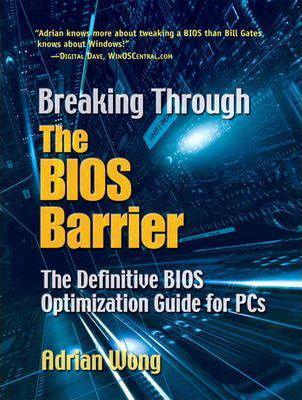 "Adrian knows more about tweaking a BIOS than Bill Gates
knows about Windows!"
—DIGITAL DAVE, WINOSCENTRAL.COM
Breaking Through
The
BIOS
Barrier
The Definitive BIOS
Optimization Guide for PCs
Adrian Wong